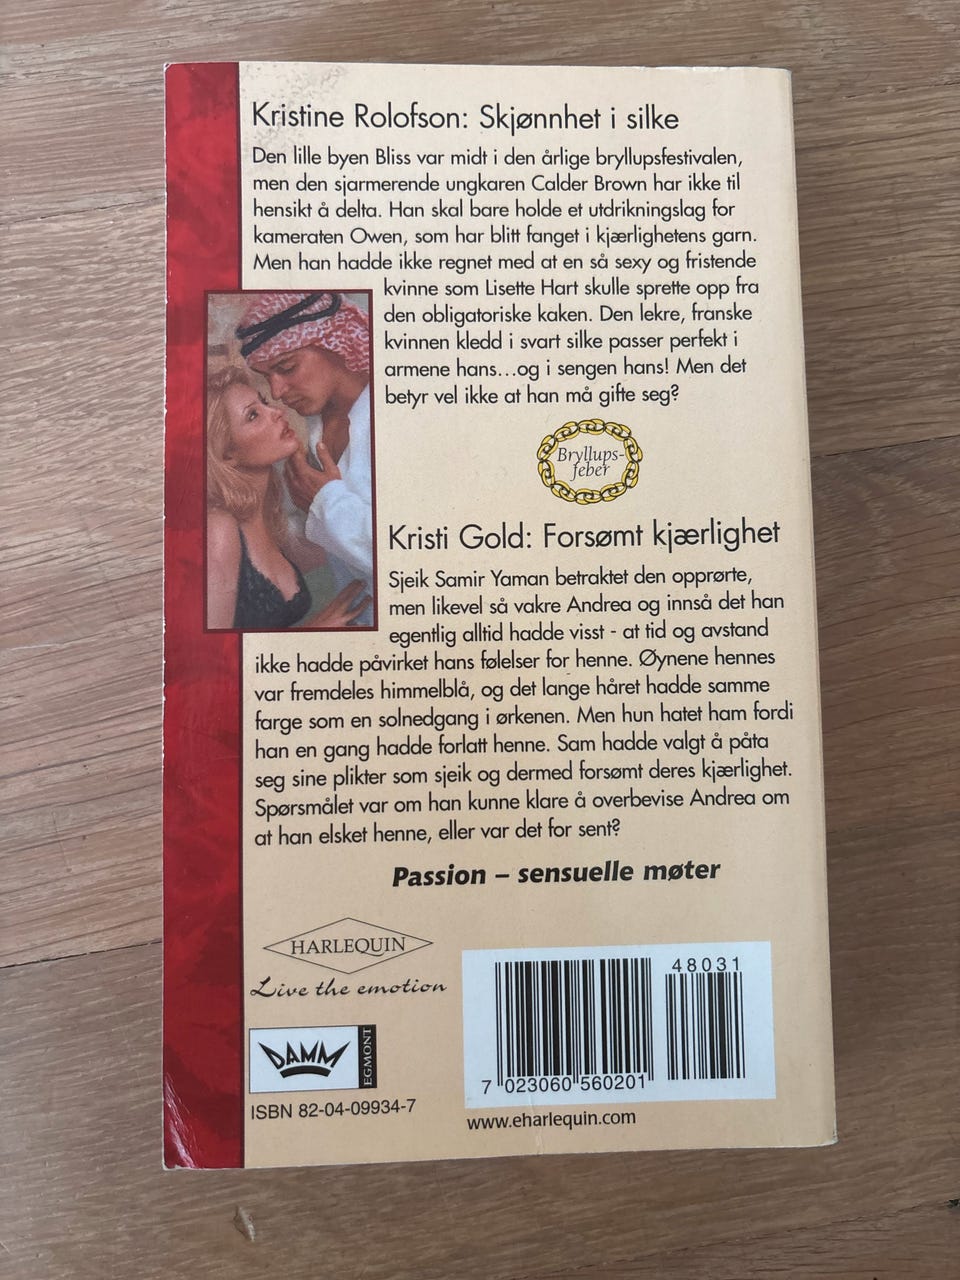 Kristine Rolofson: Skjønnhet i silke
Den lille byen Bliss var midt i den årlige bryllupsfestivalen,
men den sjarmerende ungkaren Calder Brown har ikke til
hensikt å delta. Han skal bare holde et utdrikningslag for
kameraten Owen, som har blitt fanget i kjærlighetens garn.
Men han hadde ikke regnet med at en så sexy og fristende
kvinne som Lisette Hart skulle sprette opp fra
den obligatoriske kaken. Den lekre, franske
kvinnen kledd i svart silke passer perfekt i
armene hans...og i sengen hans! Men det
betyr vel ikke at han må gifte seg?
Bryllups-
feber
Kristi Gold: Forsømt kjærlighet
Sjeik Samir Yaman betraktet den opprørte,
men likevel så vakre Andrea og innså det han
egentlig alltid hadde visst - at tid og avstand
ikke hadde påvirket hans følelser for henne. Øynene hennes
var fremdeles himmelblå, og det lange håret hadde samme
farge som en solnedgang i ørkenen. Men hun hatet ham fordi
han en gang hadde forlatt henne. Sam hadde valgt å påta
seg sine plikter som sjeik og dermed forsømt deres kjærlighet.
Spørsmålet var om han kunne klare å overbevise Andrea om
at han elsket henne, eller var det for sent?
Passion – sensuelle møter
HARLEQUIN
Live the emotion
DAMM
EGMONT
ISBN 82-04-09934-7
48031
7 023060 560201
www.eharlequin.com